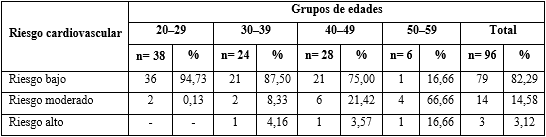 Riesgo cardiovascular Grupos de edades
20–29 30–39 40–49 50–59 Total
n= 38 % n= 24 % n= 28 % n= 6 % n= 96 %
Riesgo bajo 36 94,73 21 87,50 21 75,00 1 16,66 79 82,29
Riesgo moderado 2 0,13 2 8,33 6 21,42 4 66,66 14 14,58
Riesgo alto - - 1 4,16 1 3,57 1 16,66 3 3,12